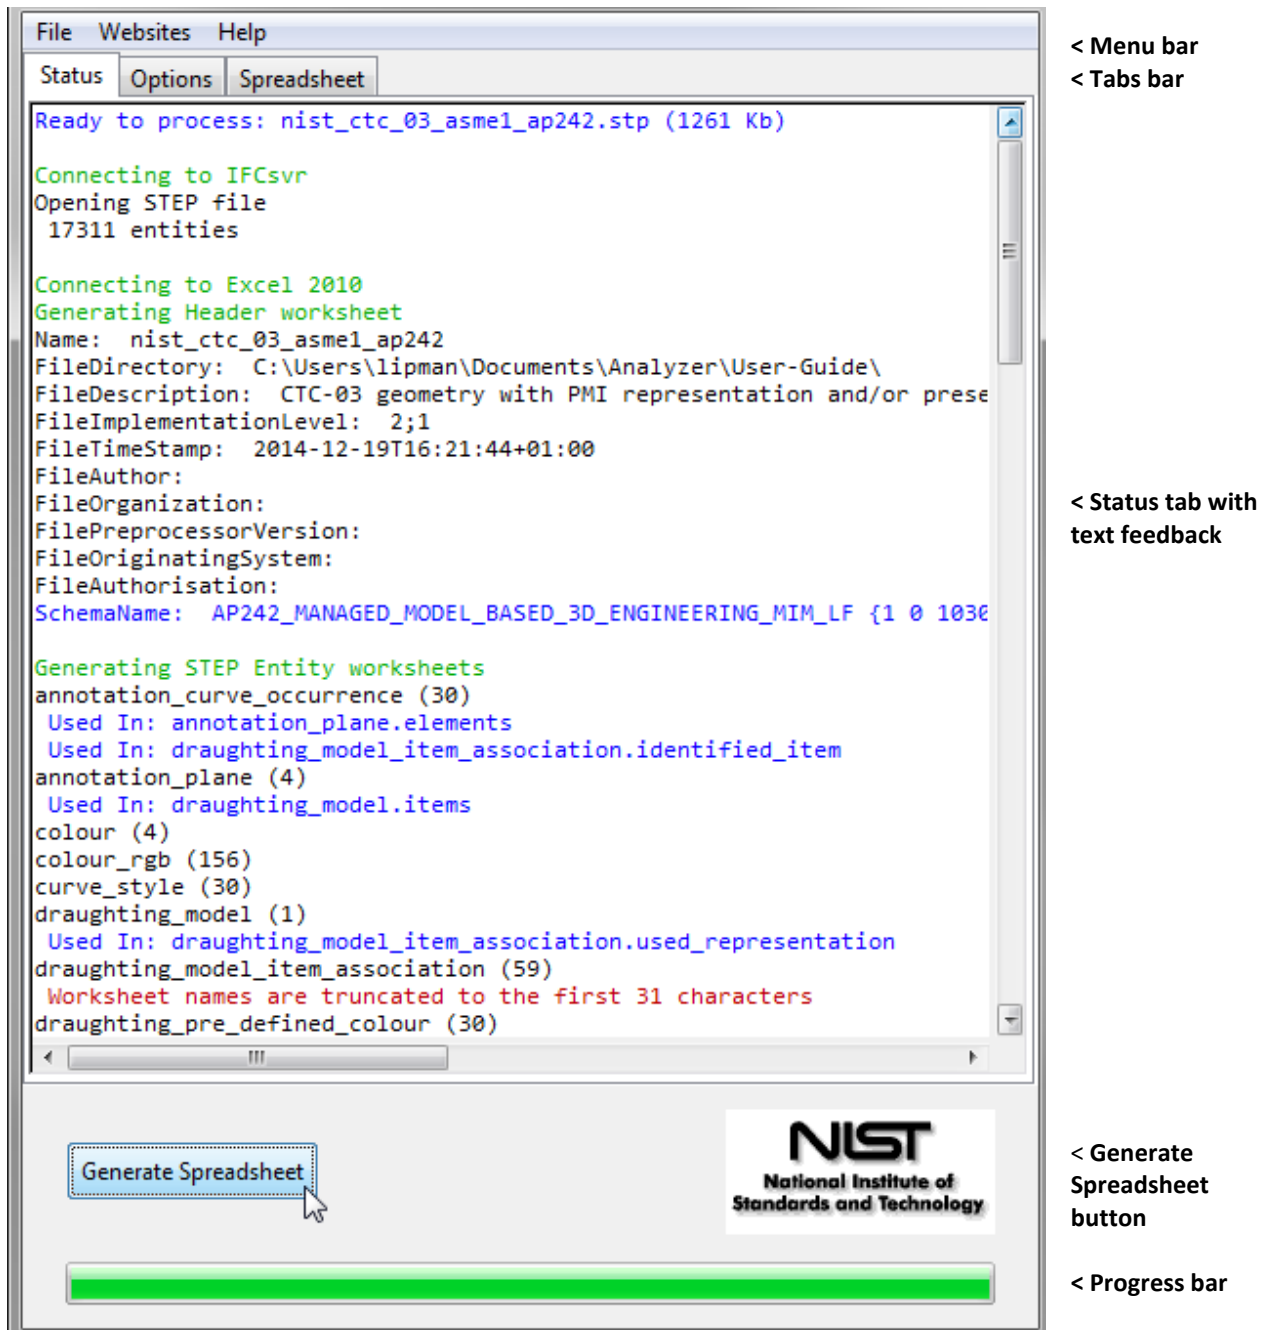 File Websites Help
< Menu bar
Status Options Spreadsheet
< Tabs bar
Ready to process: nist_ctc_03_asme1_ap242.stp (1261 Kb)
Connecting to IFCsvr
Opening STEP file
17311 entities
Connecting to Excel 2010
Generating Header worksheet
Name: nist_ctc_03_asme1_ap242
FileDirectory: C:\Users\lipman\Documents\Analyzer\User-Guide\
FileDescription: CTC-03 geometry with PMI representation and/or prese
FileImplementationLevel: 2;1
FileTimeStamp: 2014-12-19T16:21:44+01:00
FileAuthor:
FileOrganization:
FilePreprocessorVersion:
FileOriginatingSystem:
FileAuthorisation:
SchemaName: AP242_MANAGED_MODEL_BASED_3D_ENGINEERING_MIM_LF {1 0 1030
< Status tab with
text feedback
Generating STEP Entity worksheets
annotation_curve_occurrence (30)
Used In: annotation_plane.elements
Used In: draughting_model_item_association.identified_item
annotation_plane (4)
Used In: draughting_model.items
colour (4)
colour_rgb (156)
curve_style (30)
draughting_model (1)
Used In: draughting_model_item_association.used_representation
draughting_model_item_association (59)
Worksheet names are truncated to the first 31 characters
draughting_pre_defined_colour (30)
Generate Spreadsheet
NIST
National Institute of
Standards and Technology
< Generate
Spreadsheet
button
< Progress bar